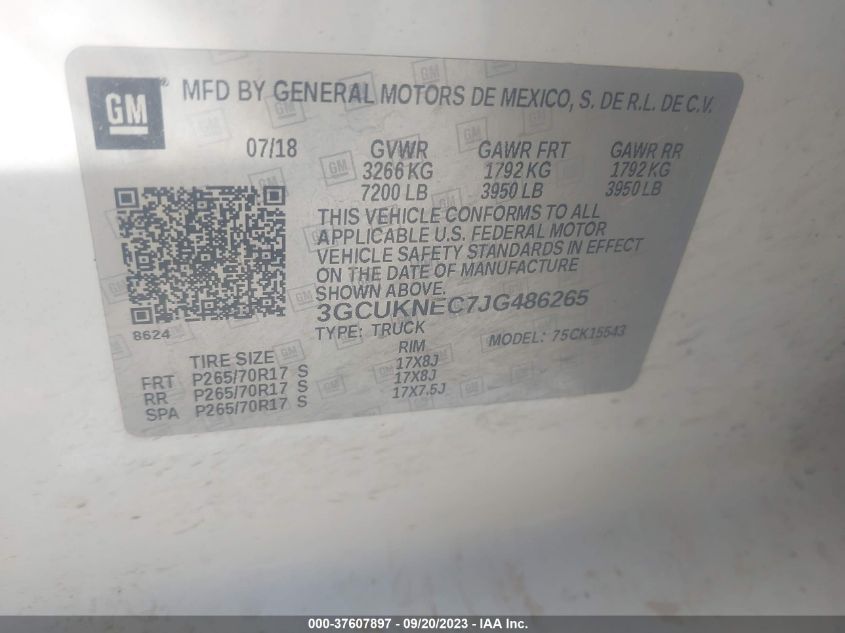 GM
MFD BY GENERAL MOTORS DE MEXICO, S. DE R.L. DE C.V.
07/18 GVWR GAWR FRT GAWR RR
3266 KG 1792 KG 1792 KG
7200 LB 3950 LB 3950 LB
THIS VEHICLE CONFORMS TO ALL
APPLICABLE U.S. FEDERAL MOTOR
VEHICLE SAFETY STANDARDS IN EFFECT
ON THE DATE OF MANUFACTURE
SHOWN ABOVE.
3GCUKNEC7JG486265
8624
TYPE: TRUCK MODEL: 75CK15543
TIRE SIZE RIM
FRT P265/70R17 S 17X8J
RR P265/70R17 S 17X8J
SPA P265/70R17 S 17X7.5J
000-37607897 - 09/20/2023 - IAA Inc.